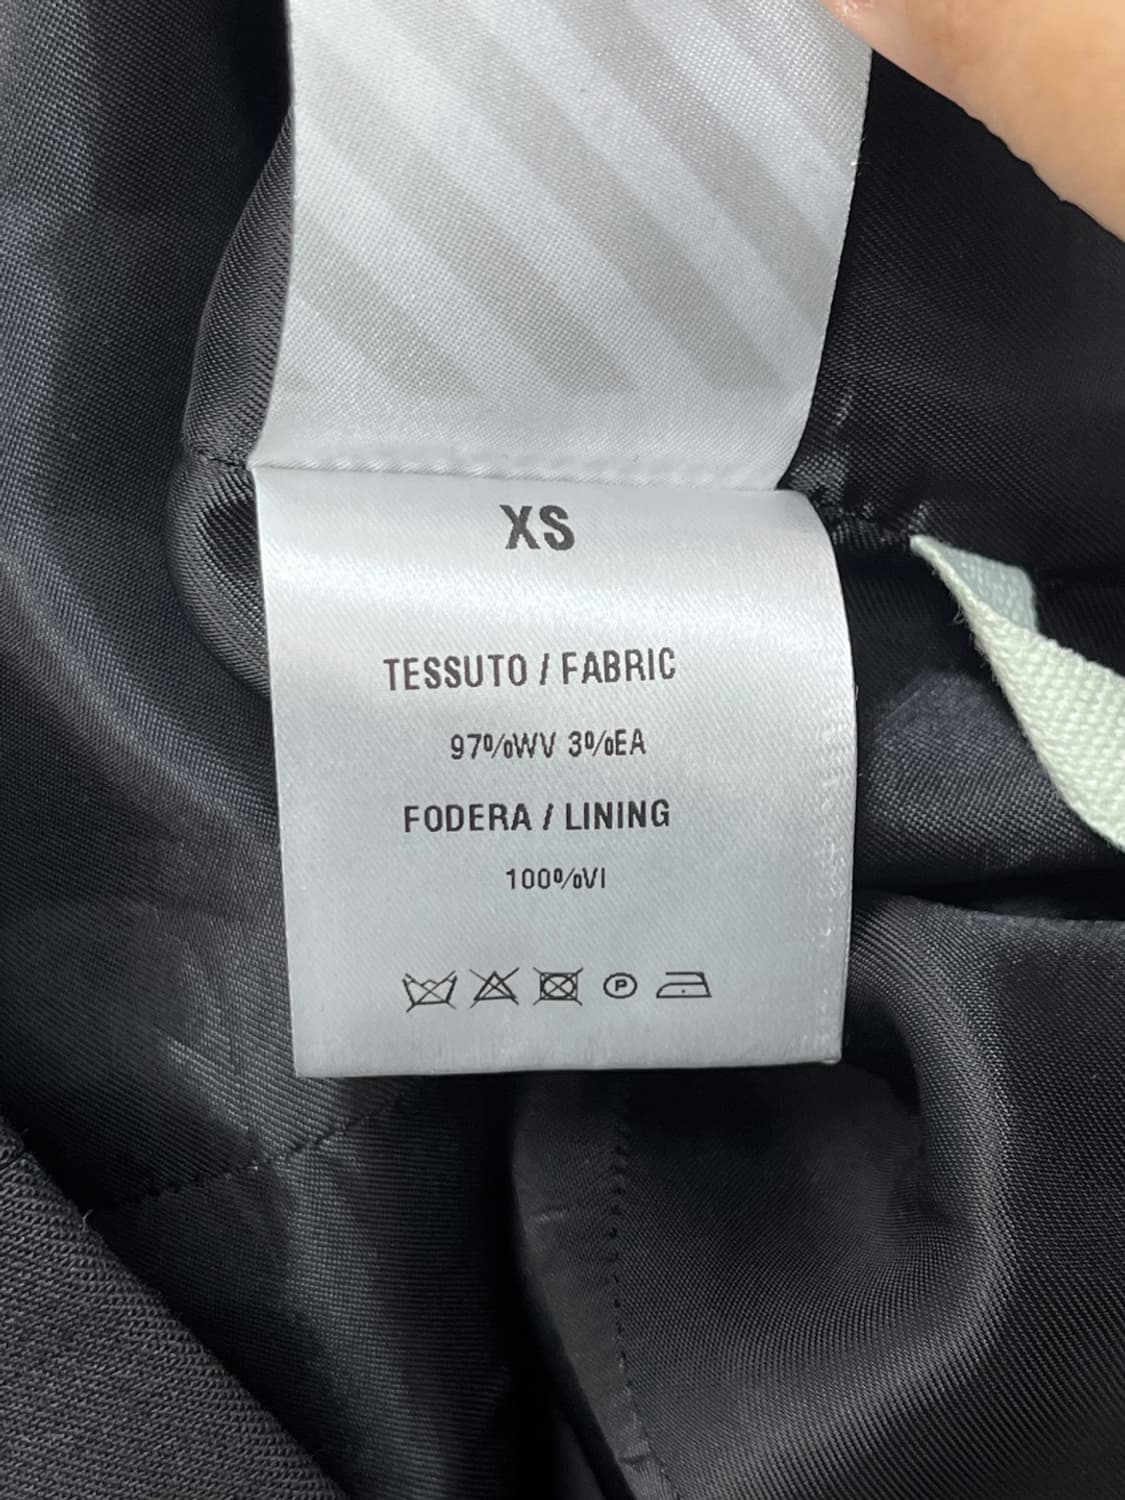 XS
TESSUTO / FABRIC
97%WV 3%EA
FODERA / LINING
100%VI
P